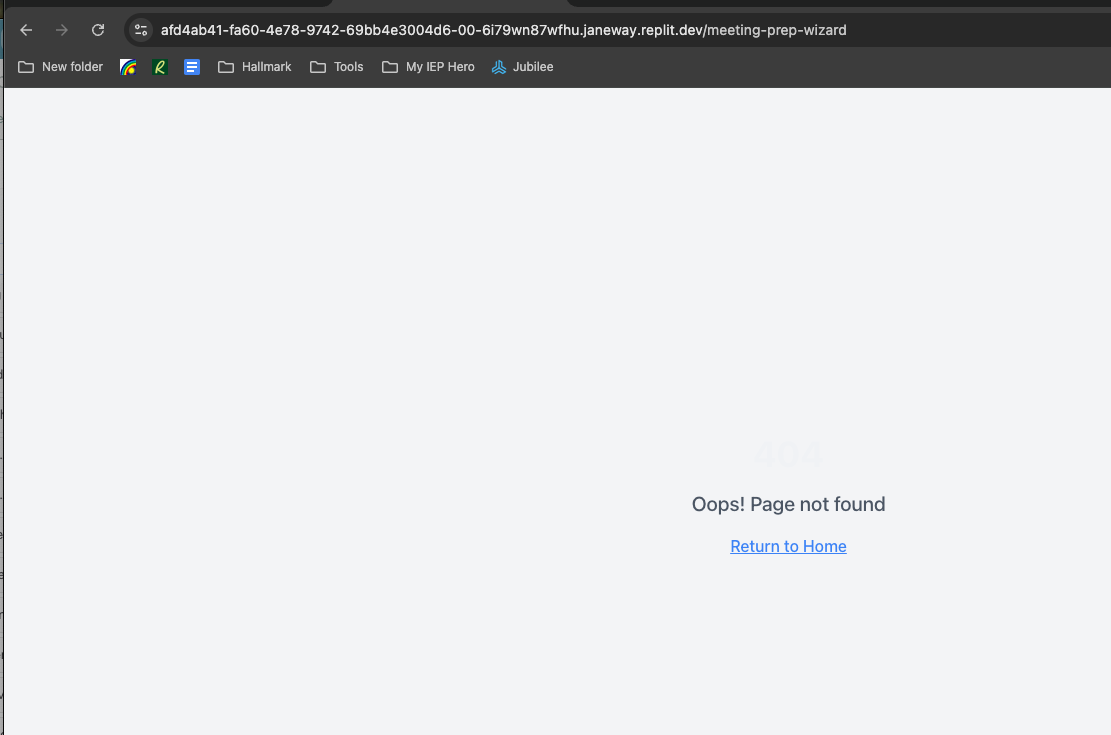 afd4ab41-fa60-4e78-9742-69bb4e3004d6-00-6i79wn87wfhu.janeway.replit.dev/meeting-prep-wizard
New folder Hallmark Tools My IEP Hero Jubilee
404
Oops! Page not found
Return to Home